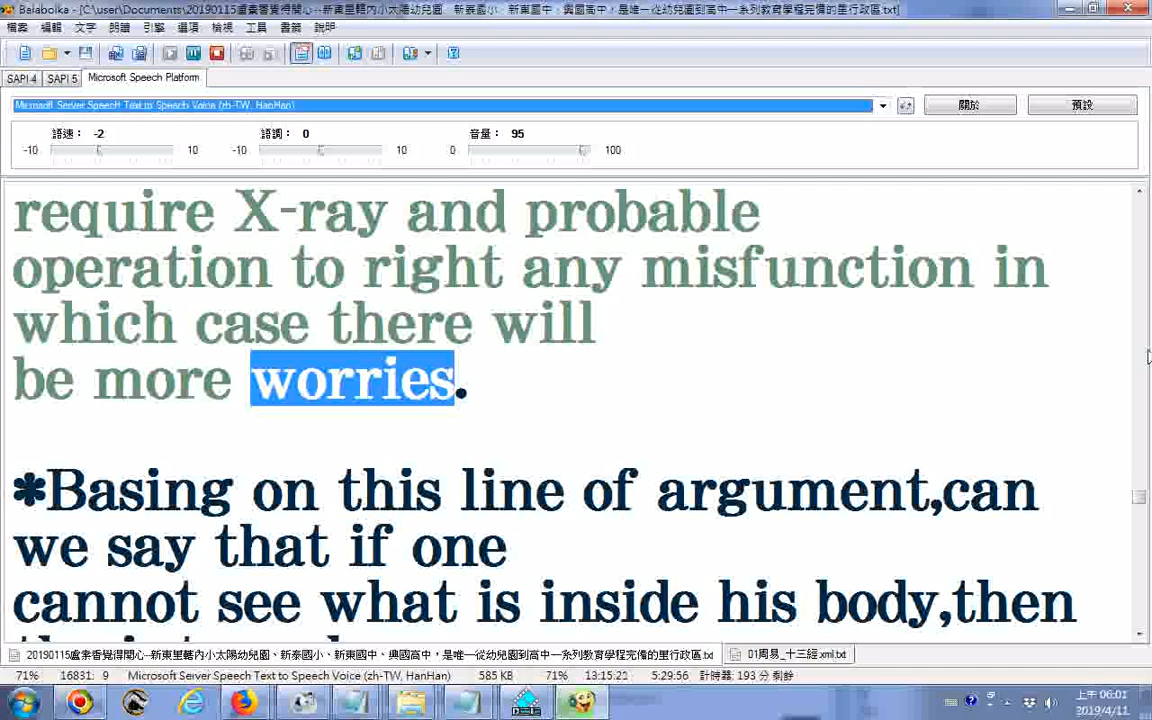 Balabolka - [C:\user\Documents\20190115盧柔香覺得開心--新東里轄內小太陽幼兒園、新泰國小、新東國中、興國高中，是唯一從幼兒園到高中一系列教育學程完備的里行政區.txt]
檔案 編輯 文字 朗讀 引擎 選項 檢視 工具 書籤 說明
SAPI 4 SAPI 5 Microsoft Speech Platform
Microsoft Server Speech Text to Speech Voice (zh-TW, HanHan) 關於 預設
語速： -2 語調： 0 音量： 95
-10 10 -10 10 0 100
require X-ray and probable
operation to right any misfunction in
which case there will
be more worries.
*Basing on this line of argument,can
we say that if one
cannot see what is inside his body,then
20190115盧柔香覺得開心--新東里轄內小太陽幼兒園、新泰國小、新東國中、興國高中，是唯一從幼兒園到高中一系列教育學程完備的里行政區.txt 01周易_十三經.xml.txt
71% 16831: 9 Microsoft Server Speech Text to Speech Voice (zh-TW, HanHan) 585 KB 71% 13:15:21 5:29:56 計時器: 193 分 剩餘
上午 06:01
2019/4/11